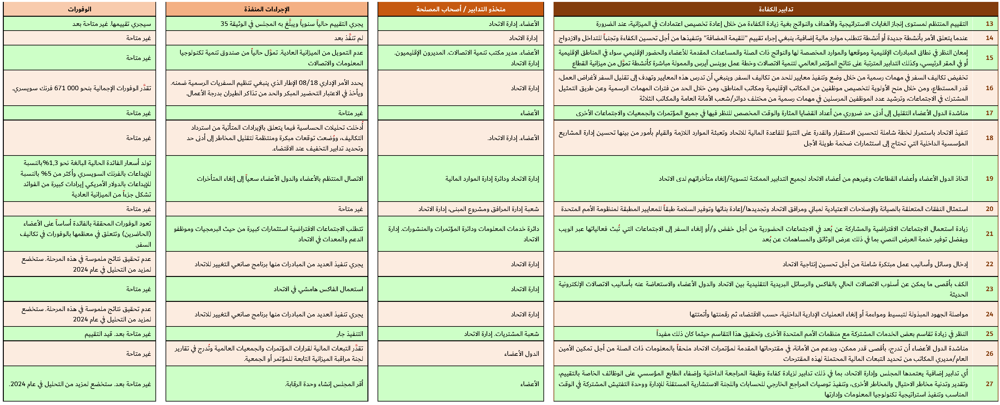 تدابير الكفاءة
متخذو التدابير / أصحاب المصلحة
الإجراءات المنفذة
الوفورات
13
التقييم المنتظم لمستوى إنجاز الغايات الاستراتيجية والأهداف والنواتج بغية زيادة الكفاءة من خلال إعادة تخصيص اعتمادات في الميزانية، عند الضرورة
الأعضاء. إدارة الاتحاد
يجري التقييم حالياً سنوياً ويبلَّغ به المجلس في الوثيقة 35
سيجري تقييمها. غير متاحة بعد
14
عندما يتعلق الأمر بأنشطة جديدة أو أنشطة تتطلب موارد مالية إضافية، ينبغي إجراء تقييم "للقيمة المضافة" وتنفيذها من أجل تحسين الكفاءة وتجنباً للتداخل والازدواج
إدارة الاتحاد
لم تنفَّذ بعد
غير متاحة
15
إمعان النظر في نطاق المبادرات الإقليمية وموقعها والموارد المخصصة لها والنواتج ذات الصلة والمساعدات المقدمة للأعضاء والحضور الإقليمي سواء في المناطق الإقليمية
أو في المقر الرئيسي، وكذلك التدابير المترتبة على نتائج المؤتمر العالمي لتنمية الاتصالات وخطة عمل بوينس آيرس والممولة مباشرة كأنشطة تموَّل من ميزانية القطاع
الأعضاء. مدير مكتب تنمية الاتصالات. المديرون الإقليميون.
إدارة الاتحاد
عدم التمويل من الميزانية العادية. تموَّل حالياً من صندوق تنمية تكنولوجيا
المعلومات والاتصالات
غير متاحة
16
تخفيض تكاليف السفر في مهمات رسمية من خلال وضع وتنفيذ معايير للحد من تكاليف السفر. وينبغي أن تدرس هذه المعايير وتهدف إلى تقليل السفر لأغراض العمل،
قدر المستطاع، ومن خلال منح الأولوية لتخصيص موظفين من المكاتب الإقليمية ومكاتب المناطق، ومن خلال الحد من فترات المهمات الرسمية وعن طريق التمثيل
المشترك في الاجتماعات، وترشيد عدد الموظفين المرسلين في مهمات رسمية من مختلف دوائر/شعب الأمانة العامة والمكاتب الثلاثة
إدارة الاتحاد
يحدد الأمر الإداري 08/18 الإطار الذي ينبغي تنظيم السفريات الرسمية ضمنه.
ويأخذ في الاعتبار التحضير المبكر والحد من تذاكر الطيران بدرجة الأعمال.
تقدَّر الوفورات الإجمالية بنحو 000 671 فرنك سويسري.
17
مناشدة الدول الأعضاء التقليل إلى أدنى حد ضروري من أعداد القضايا المثارة والوقت المخصص للنظر فيها في جميع المؤتمرات والجمعيات والاجتماعات الأخرى
الأعضاء
غير متاحة
غير متاحة
18
تنفيذ الاتحاد باستمرار لخطة شاملة لتحسين الاستقرار والقدرة على التنبؤ للقاعدة المالية للاتحاد وتعبئة الموارد اللازمة والقيام بأمور من بينها تحسين إدارة المشاريع
المؤسسية الداخلية التي تحتاج إلى استثمارات ضخمة طويلة الأجل
الأعضاء. إدارة الاتحاد.
أُدخلت تحليلات الحساسية فيما يتعلق بالإيرادات المتأتية من استرداد
التكاليف، ووُضعت توقعات مبكرة ومنتظمة لتقليل المخاطر إلى أدنى حد
وتحديد تدابير التخفيف عند الاقتضاء.
غير متاحة
19
اتخاذ الدول الأعضاء وأعضاء القطاعات وغيرهم من أعضاء الاتحاد لجميع التدابير الممكنة لتسوية/إلغاء متأخراتهم لدى الاتحاد
إدارة الاتحاد ودائرة إدارة الموارد المالية
الاتصال المنتظم بالأعضاء والدول الأعضاء سعياً إلى إلغاء المتأخرات
تولد أسعار الفائدة الحالية البالغة نحو 1,3%بالنسبة
للإيداعات بالفرنك السويسري وأكثر من 5% بالنسبة
للإيداعات بالدولار الأمريكي إيرادات كبيرة من الفوائد
تشكل جزءاً من الميزانية العادية
20
استمثال النفقات المتعلقة بالصيانة والإصلاحات الاعتيادية لمباني ومرافق الاتحاد وتجديدها/إعادة بنائها وتوفير السلامة طبقاً للمعايير المطبقة لمنظومة الأمم المتحدة
شعبة إدارة المرافق ومشروع المبنى، إدارة الاتحاد
غير متاحة
غير متاحة
21
زيادة استعمال الاجتماعات الافتراضية والمشاركة عن بُعد في الاجتماعات الحضورية من أجل خفض و/أو إلغاء السفر إلى الاجتماعات التي تُبث فعالياتها عبر الويب
ويفضل توفير خدمة العرض النصي بما في ذلك عرض الوثائق والمساهمات عن بُعد
دائرة خدمات المعلومات ودائرة المؤتمرات والمنشورات. إدارة
الاتحاد
تتطلب الاجتماعات الافتراضية استثمارات كبيرة من حيث البرمجيات وموظفو
الدعم والمعدات في الاتحاد
تعود الوفورات المحققة بالفائدة أساساً على الأعضاء
(الحاضرين) وتتعلق في معظمها بالوفورات في تكاليف
السفر.
22
إدخال وسائل وأساليب عمل مبتكرة شاملة من أجل تحسين إنتاجية الاتحاد
إدارة الاتحاد
يجري تنفيذ العديد من المبادرات منها برنامج صانعي التغيير للاتحاد
عدم تحقيق نتائج ملموسة في هذه المرحلة. ستخضع
لمزيد من التحليل في عام 2024
23
الكف بأقصى ما يمكن عن أسلوب الاتصالات الحالي بالفاكس والرسائل البريدية التقليدية بين الاتحاد والدول الأعضاء والاستعاضة عنه بأساليب الاتصالات الإلكترونية
الحديثة
إدارة الاتحاد
استعمال الفاكس هامشي في الاتحاد
غير متاحة
24
مواصلة الجهود المبذولة لتبسيط ومواءمة أو إلغاء العمليات الإدارية الداخلية، حسب الاقتضاء، ثم رقمنتها وأتمتتها
إدارة الاتحاد
يجري تنفيذ العديد من المبادرات منها برنامج صانعي التغيير للاتحاد
عدم تحقيق نتائج ملموسة في هذه المرحلة. ستخضع
لمزيد من التحليل في عام 2024
25
النظر في زيادة تقاسم بعض الخدمات المشتركة مع منظمات الأمم المتحدة الأخرى وتحقيق هذا التقاسم حيثما كان ذلك مفيداً
شعبة المشتريات. إدارة الاتحاد
التنفيذ جار
غير متاحة بعد. قيد التقييم
26
مناشدة الدول الأعضاء أن تدرج، بأقصى قدر ممكن، وبدعم من الأمانة، في مقترحاتها المقدمة لمؤتمرات الاتحاد ملحقاً بالمعلومات ذات الصلة من أجل تمكين الأمين
العام/مديري المكاتب من تحديد التبعات المالية المحتملة لهذه المقترحات
الدول الأعضاء
تقدَّر التبعات المالية لقرارات المؤتمرات والجمعيات العالمية وتُدرج في تقارير
لجنة مراقبة الميزانية التابعة للمؤتمر أو الجمعية.
غير متاحة
27
أي تدابير إضافية يعتمدها المجلس وإدارة الاتحاد، بما في ذلك تدابير لزيادة كفاءة وظيفة المراجعة الداخلية وإضفاء الطابع المؤسسي على الوظائف الخاصة بالتقييم،
وتقدير وتدنية مخاطر الاحتيال والمخاطر الأخرى، وتنفيذ توصيات المراجع الخارجي للحسابات واللجنة الاستشارية المستقلة للإدارة ووحدة التفتيش المشتركة في الوقت
المناسب وتنفيذ استراتيجية تكنولوجيا المعلومات وإدارتها
الأعضاء
أقر المجلس إنشاء وحدة الرقابة.
غير متاحة بعد. ستخضع لمزيد من التحليل في عام 2024.